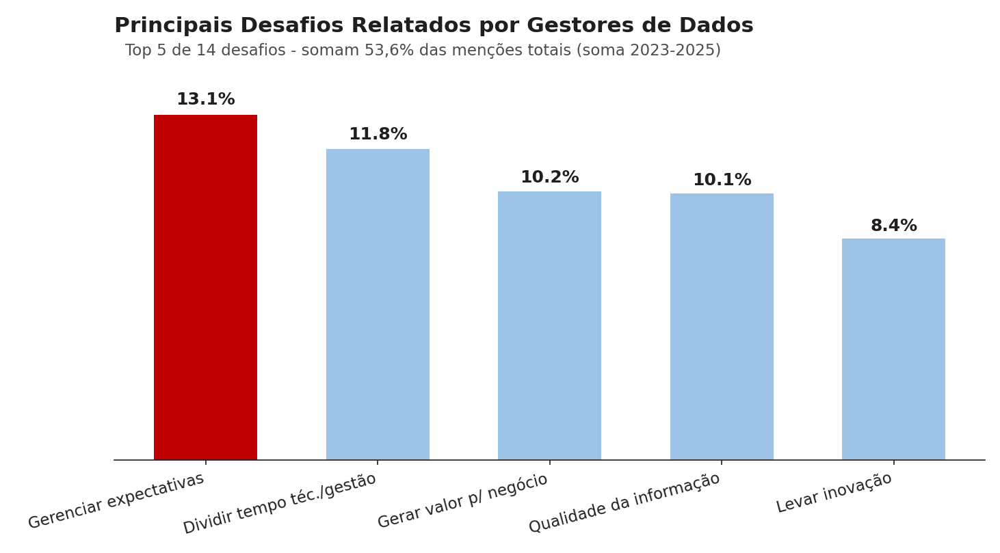 Principais Desafios Relatados por Gestores de Dados
Top 5 de 14 desafios - somam 53,6% das menções totais (soma 2023-2025)
13.1%
11.8%
10.2%
10.1%
8.4%
Gerenciar expectativas
Dividir tempo téc./gestão
Gerar valor p/ negócio
Qualidade da informação
Levar inovação